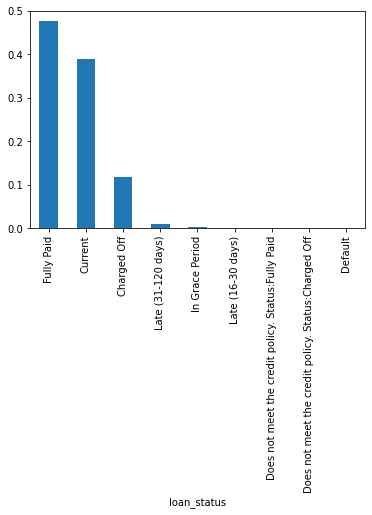 0.5
0.4
0.3
0.2
0.1
0.0
Fully Paid
Current
Charged Off
Late (31-120 days)
In Grace Period
Late (16-30 days)
Does not meet the credit policy. Status:Fully Paid
Does not meet the credit policy. Status:Charged Off
Default
loan_status